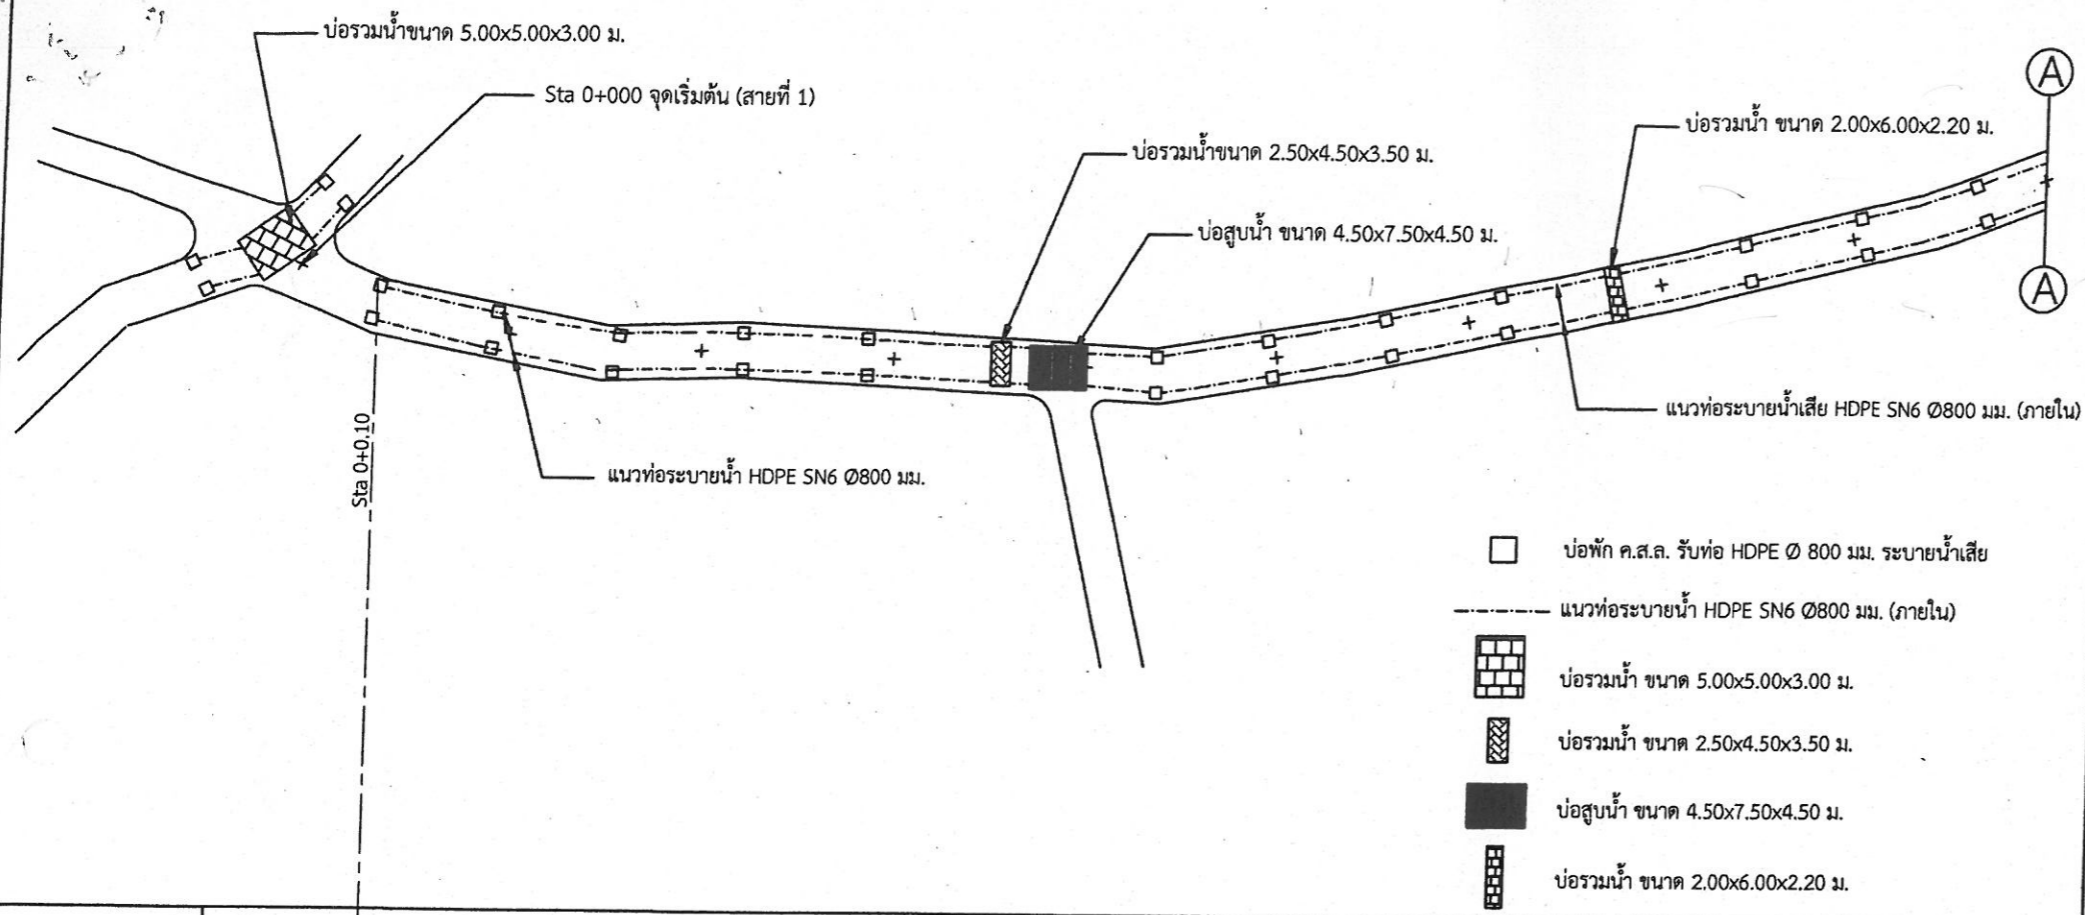 บ่อรวมน้ำขนาด 5.00x5.00x3.00 ม.
Sta 0+000 จุดเริ่มต้น (สายที่ 1)
บ่อรวมน้ำขนาด 2.50x4.50x3.50 ม.
บ่อรวมน้ำ ขนาด 2.00x6.00x2.20 ม.
A
บ่อสูบน้ำ ขนาด 4.50x7.50x4.50 ม.
A
แนวท่อระบายน้ำเสีย HDPE SN6 Ø800 มม. (ภายใน)
Sta 0+0.10
แนวท่อระบายน้ำ HDPE SN6 Ø800 มม.
บ่อพัก ค.ส.ล. รับท่อ HDPE Ø 800 มม. ระบายน้ำเสีย
แนวท่อระบายน้ำ HDPE SN6 Ø800 มม. (ภายใน)
บ่อรวมน้ำ ขนาด 5.00x5.00x3.00 ม.
บ่อรวมน้ำ ขนาด 2.50x4.50x3.50 ม.
บ่อสูบน้ำ ขนาด 4.50x7.50x4.50 ม.
บ่อรวมน้ำ ขนาด 2.00x6.00x2.20 ม.